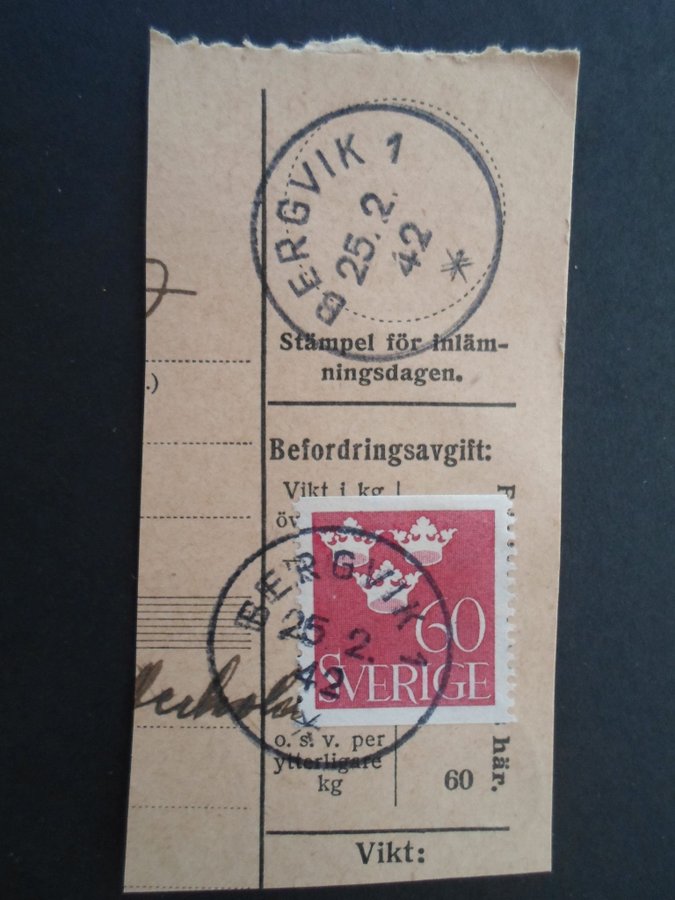 BERGVIK 1
25. 2.
42
*
Stämpel för inläm-
ningsdagen.
.)
Befordringsavgift:
Vikt i kg
öv
60
SVERIGE
BERGVIK 1
25 2.
42
*
o. s. v. per
ytterligare
kg
60
här.
Vikt: